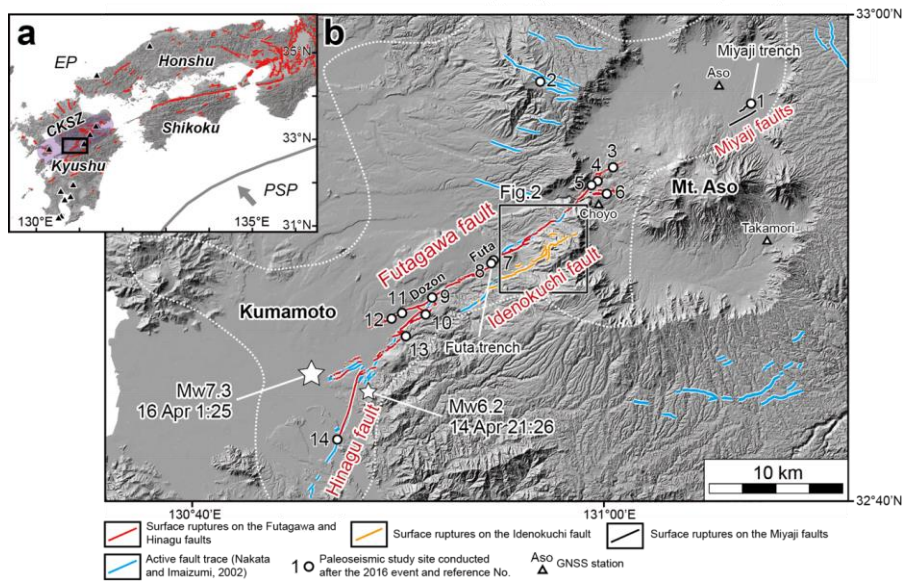 a
EP
Honshu
35°N
CKSZ
Shikoku
33°N
Kyushu
PSP
130°E
135°E
31°N
b
33°00'N
Miyaji trench
Aso
2
1
Miyaji faults
3
4
5
6
Fig.2
Choyo
Mt. Aso
Takamori
Futagawa fault
Futa
8
7
Dozon
Idenokuchi fault
11
9
Kumamoto
12
10
13
Futa trench
Mw7.3
16 Apr 1:25
Mw6.2
14 Apr 21:26
14
Hinagu fault
10 km
32°40'N
130°40'E
131°00'E
Surface ruptures on the Futagawa and
Hinagu faults
Surface ruptures on the Idenokuchi fault
Surface ruptures on the Miyaji faults
Active fault trace (Nakata
and Imaizumi, 2002)
1
Paleoseismic study site conducted
after the 2016 event and reference No.
Aso
GNSS station